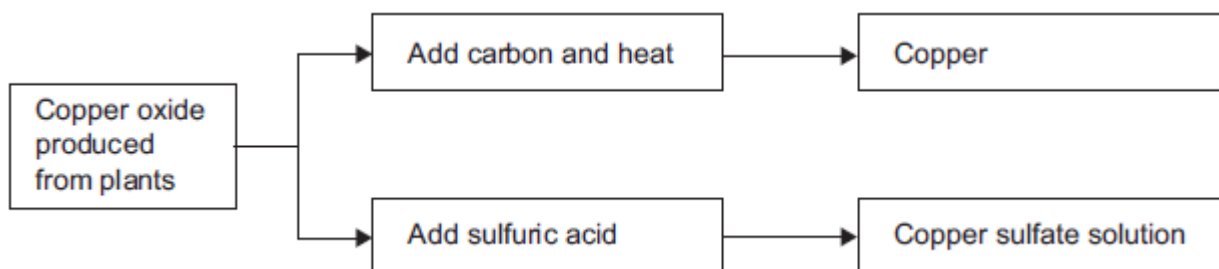 Copper oxide
produced
from plants
Add carbon and heat
Copper
Add sulfuric acid
Copper sulfate solution